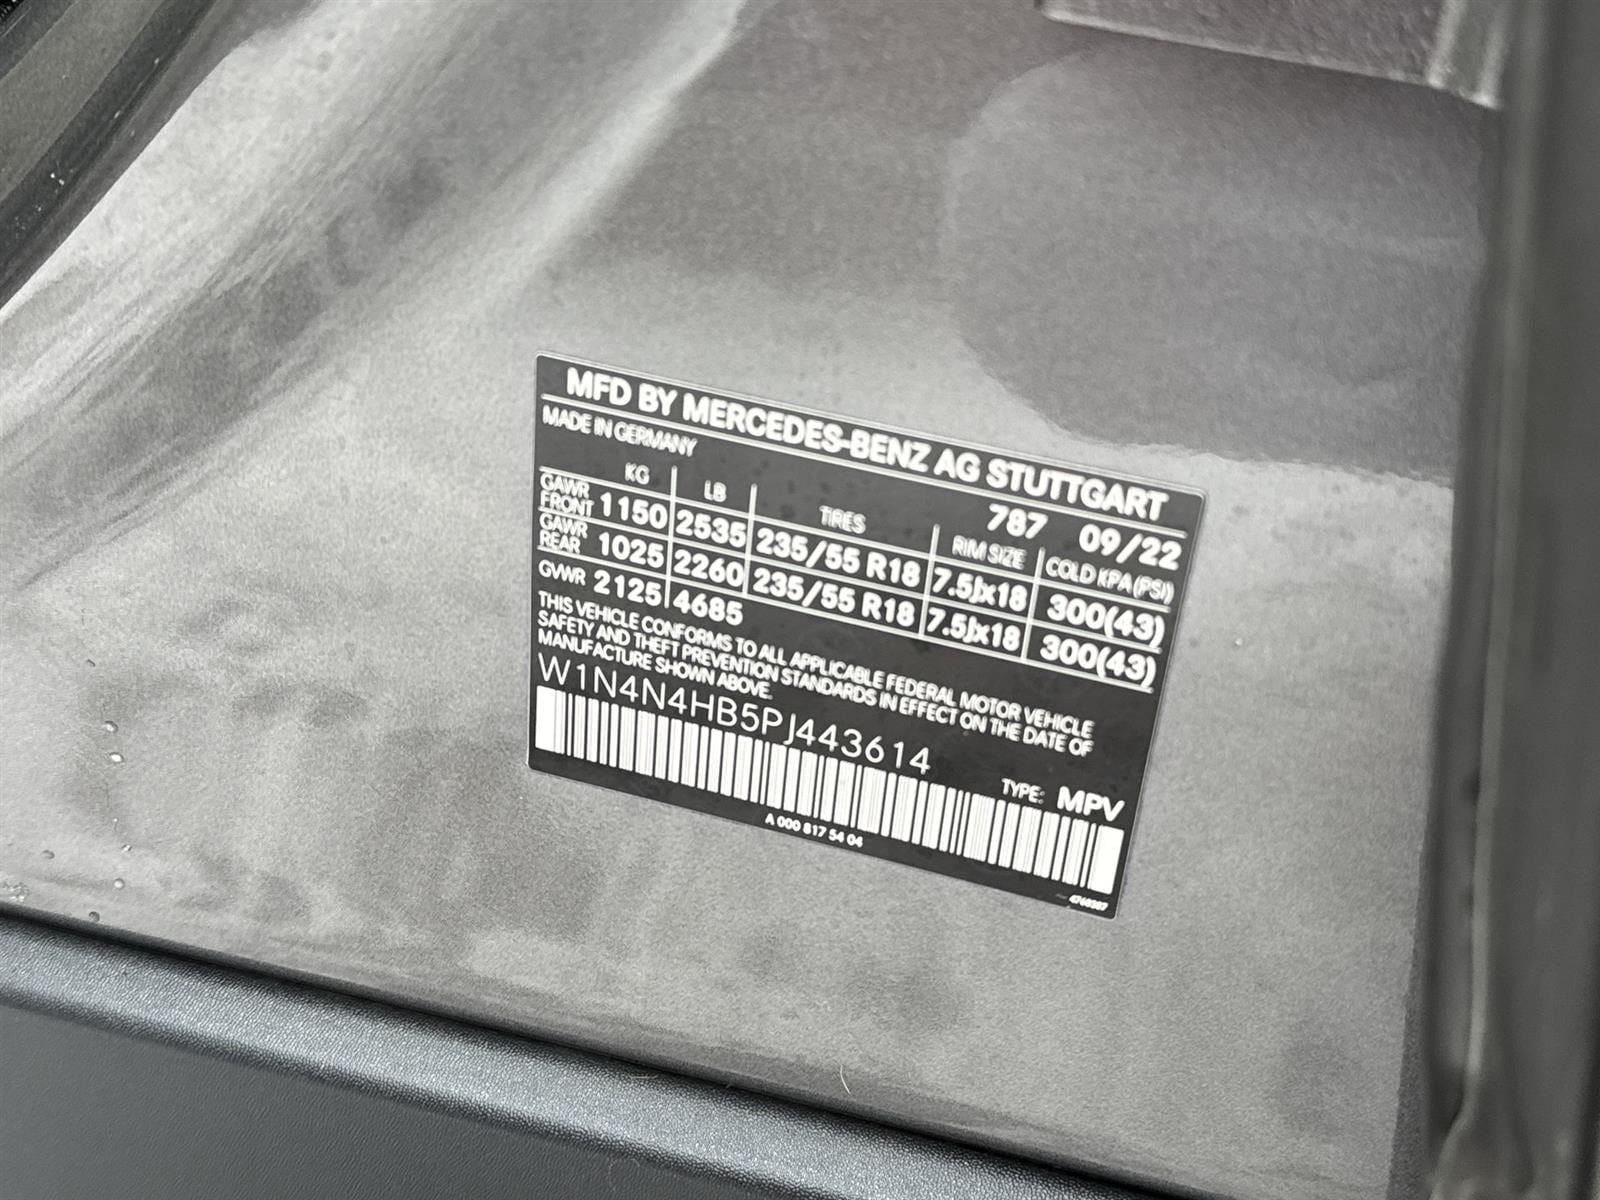 MFD BY MERCEDES-BENZ AG STUTTGART
MADE IN GERMANY 787 09/22
KG LB TIRES RIM SIZE COLD KPA(PSI)
GAWR FRONT 1150 2535 235/55 R18 7.5Jx18 300(43)
GAWR REAR 1025 2260 235/55 R18 7.5Jx18 300(43)
GVWR 2125 4685
THIS VEHICLE CONFORMS TO ALL APPLICABLE FEDERAL MOTOR VEHICLE
SAFETY AND THEFT PREVENTION STANDARDS IN EFFECT ON THE DATE OF
MANUFACTURE SHOWN ABOVE.
W1N4N4HB5PJ443614
TYPE: MPV
A 000 817 54 04